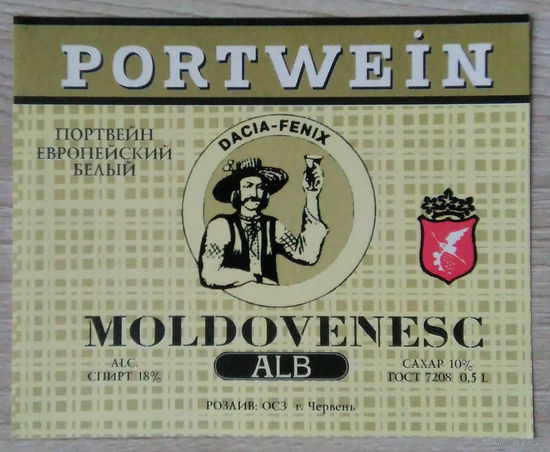 PORTWEiN
ПОРТВЕЙН
ЕВРОПЕЙСКИЙ
БЕЛЫЙ
DACIA-FENIX
MOLDOVENESC
ALB
ALC.
СПИРТ 18%
САХАР 10%
ГОСТ 7208 0.5 L
РОЗЛИВ: ОСЗ г. Червень